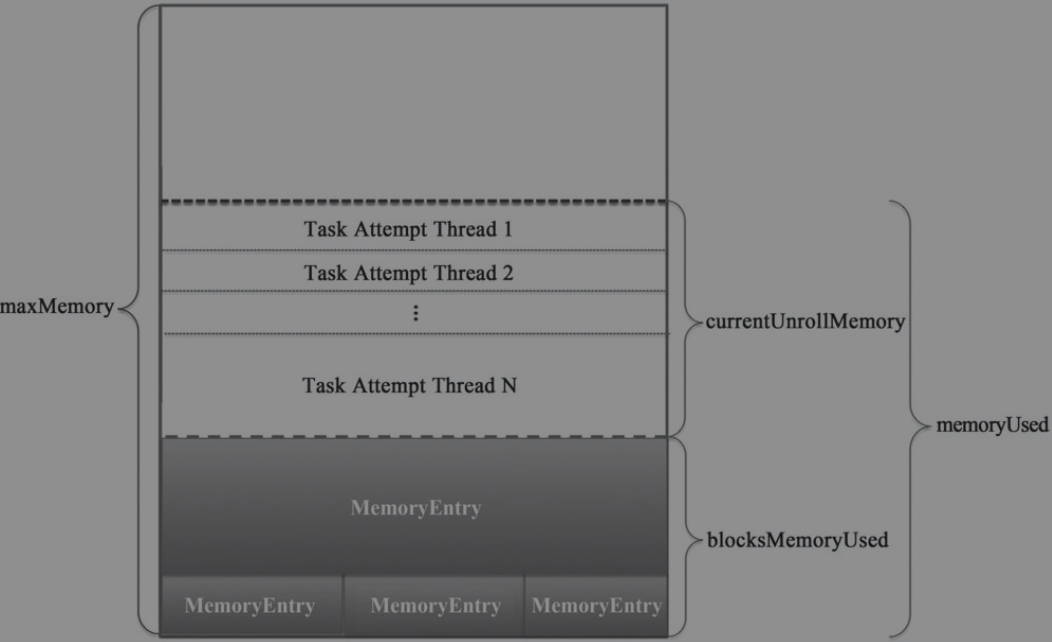 Task Attempt Thread 1
Task Attempt Thread 2
⋮
maxMemory
currentUnrollMemory
Task Attempt Thread N
memoryUsed
MemoryEntry
blocksMemoryUsed
MemoryEntry MemoryEntry MemoryEntry